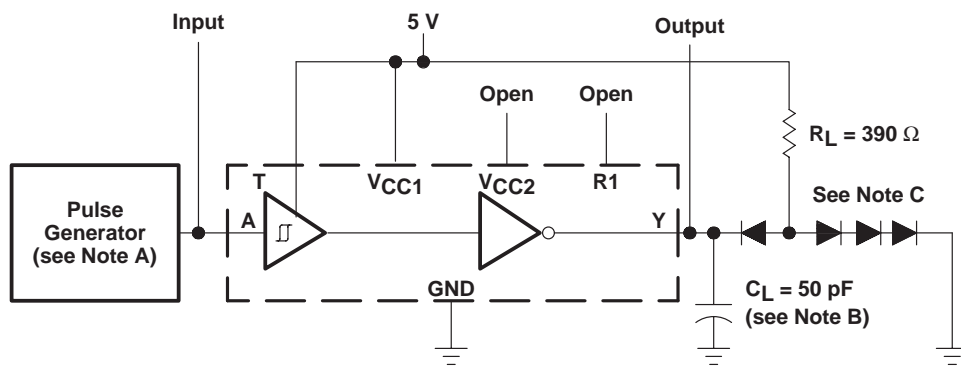 Input
5 V
Output
Open
Open
R_L = 390 Ω
T
V_CC1
V_CC2
R1
See Note C
Pulse
Generator
(see Note A)
A
Y
GND
C_L = 50 pF
(see Note B)